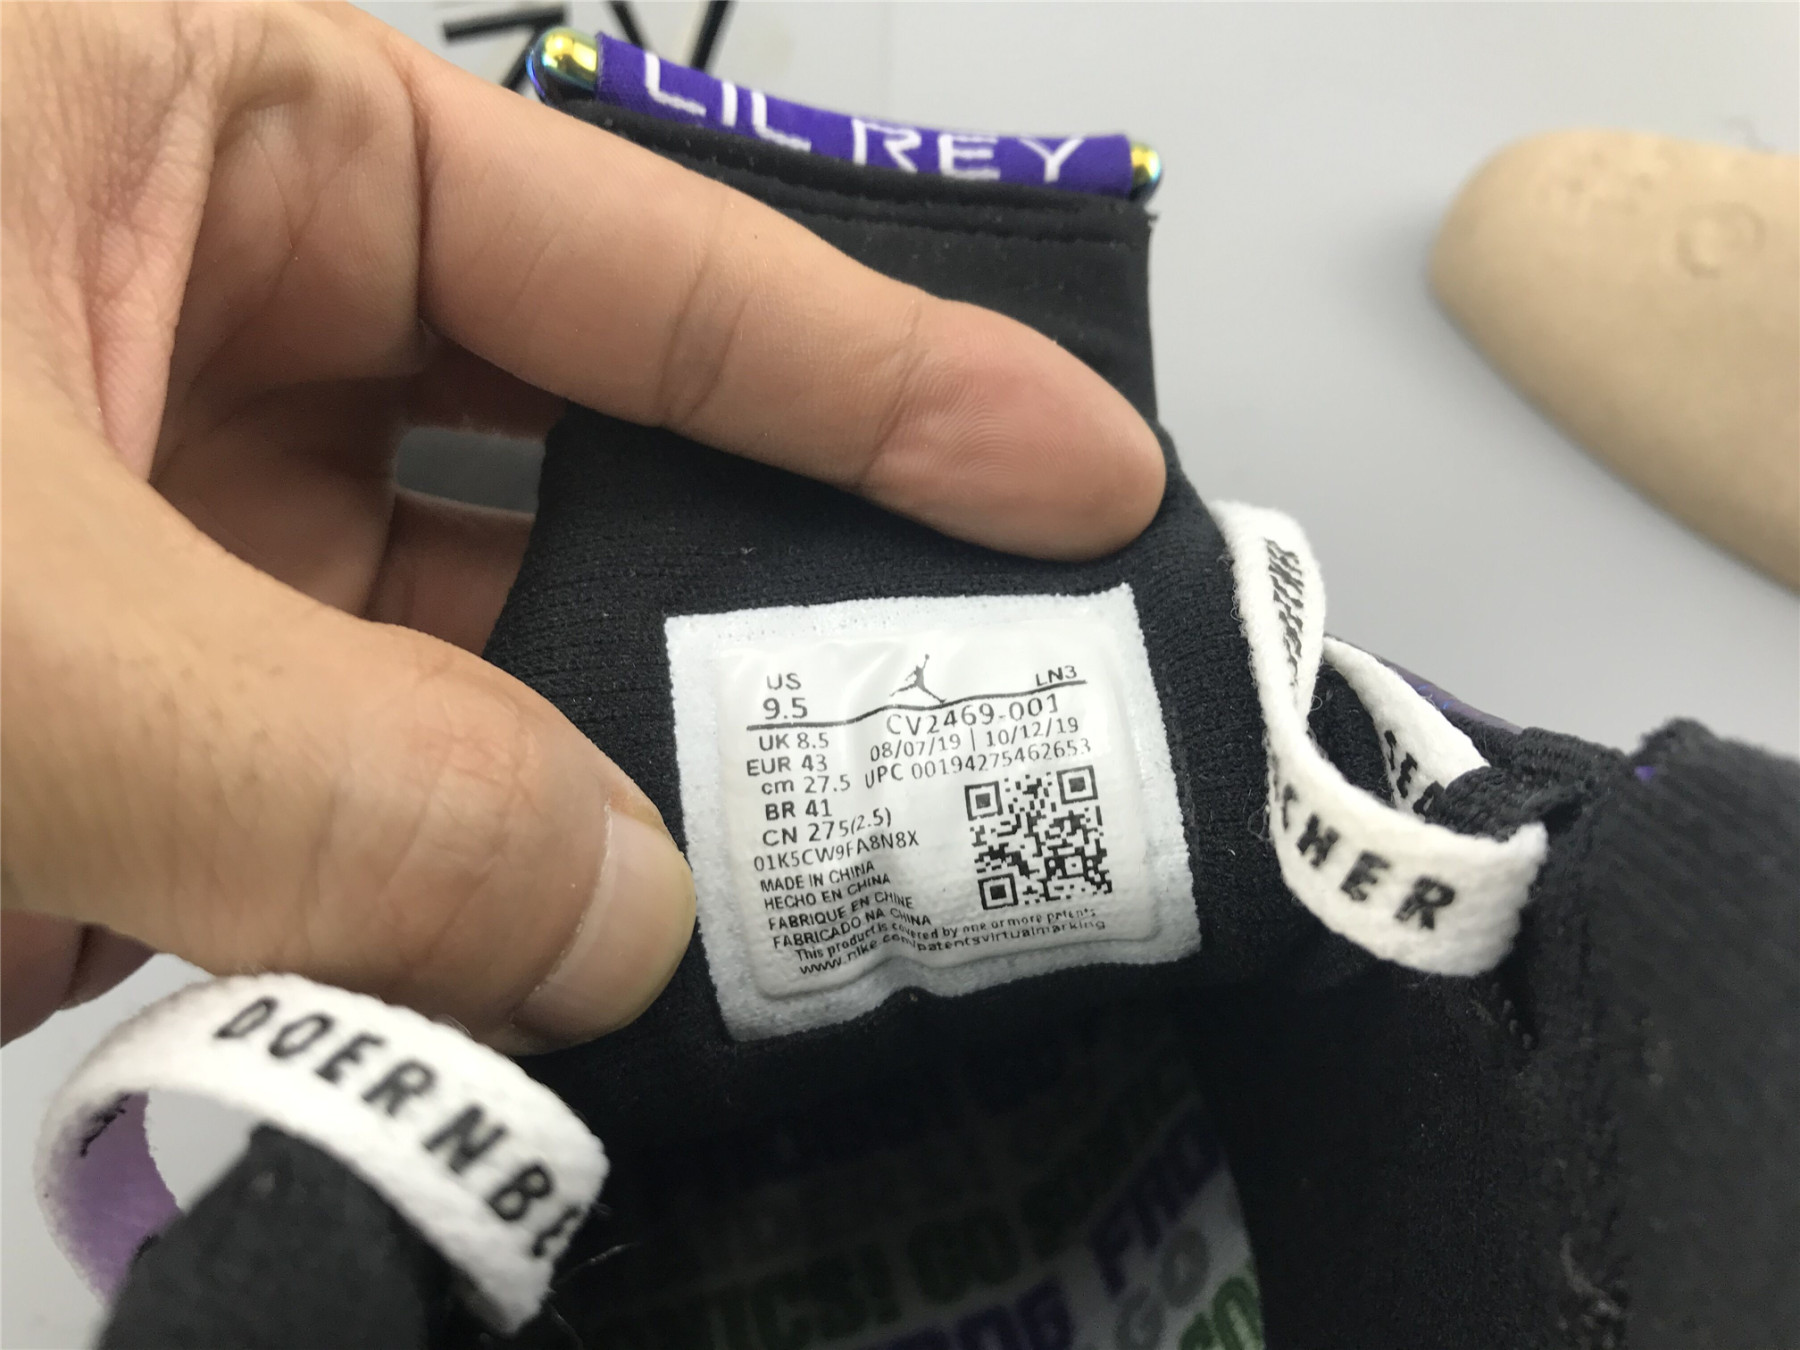 LIL REY
US
9.5
LN3
CV2469-001
UK 8.5
08/07/19 | 10/12/19
EUR 43
UPC 00194275462653
cm 27.5
BR 41
CN 275(2.5)
01K5CW9FA8N8X
MADE IN CHINA
HECHO EN CHINA
FABRIQUE EN CHINE
FABRICADO NA CHINA
This product is covered by one or more patents
www.nike.com/patentsvirtualmarking
HER
DOERNBE
GO